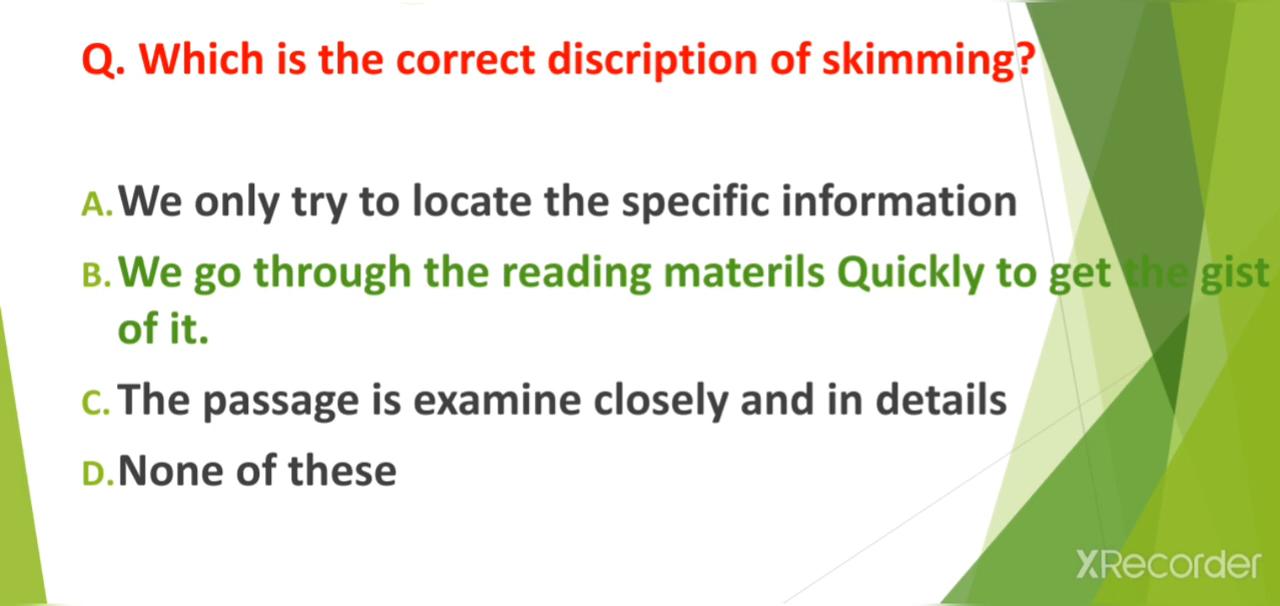 Q. Which is the correct discription of skimming?
A. We only try to locate the specific information
B. We go through the reading materils Quickly to get the gist
of it.
C. The passage is examine closely and in details
D. None of these
XRecorder